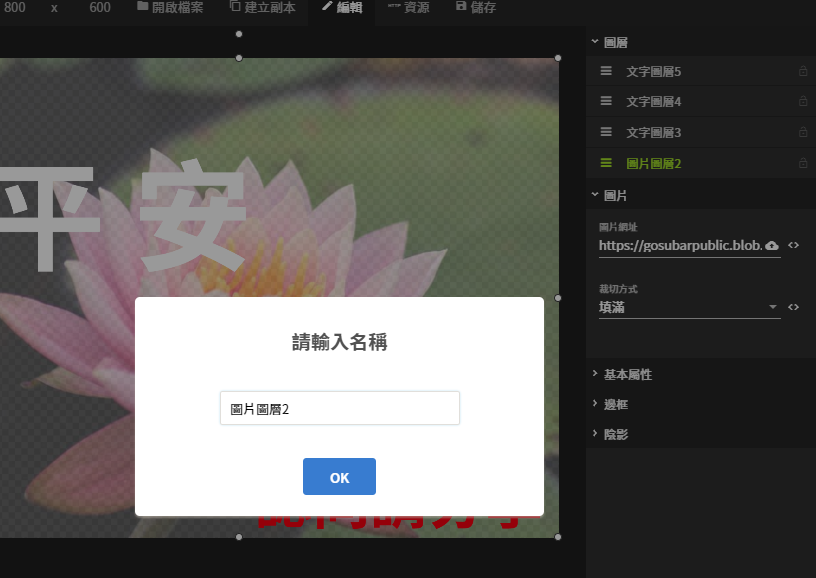 800 x 600 開啟檔案 建立副本 編輯 HTTP 資源 儲存
圖層
文字圖層5
文字圖層4
文字圖層3
圖片圖層2
圖片
圖片網址
https://gosubarpublic.blob.
裁切方式
填滿
基本屬性
邊框
陰影
平安
請輸入名稱
圖片圖層2
OK